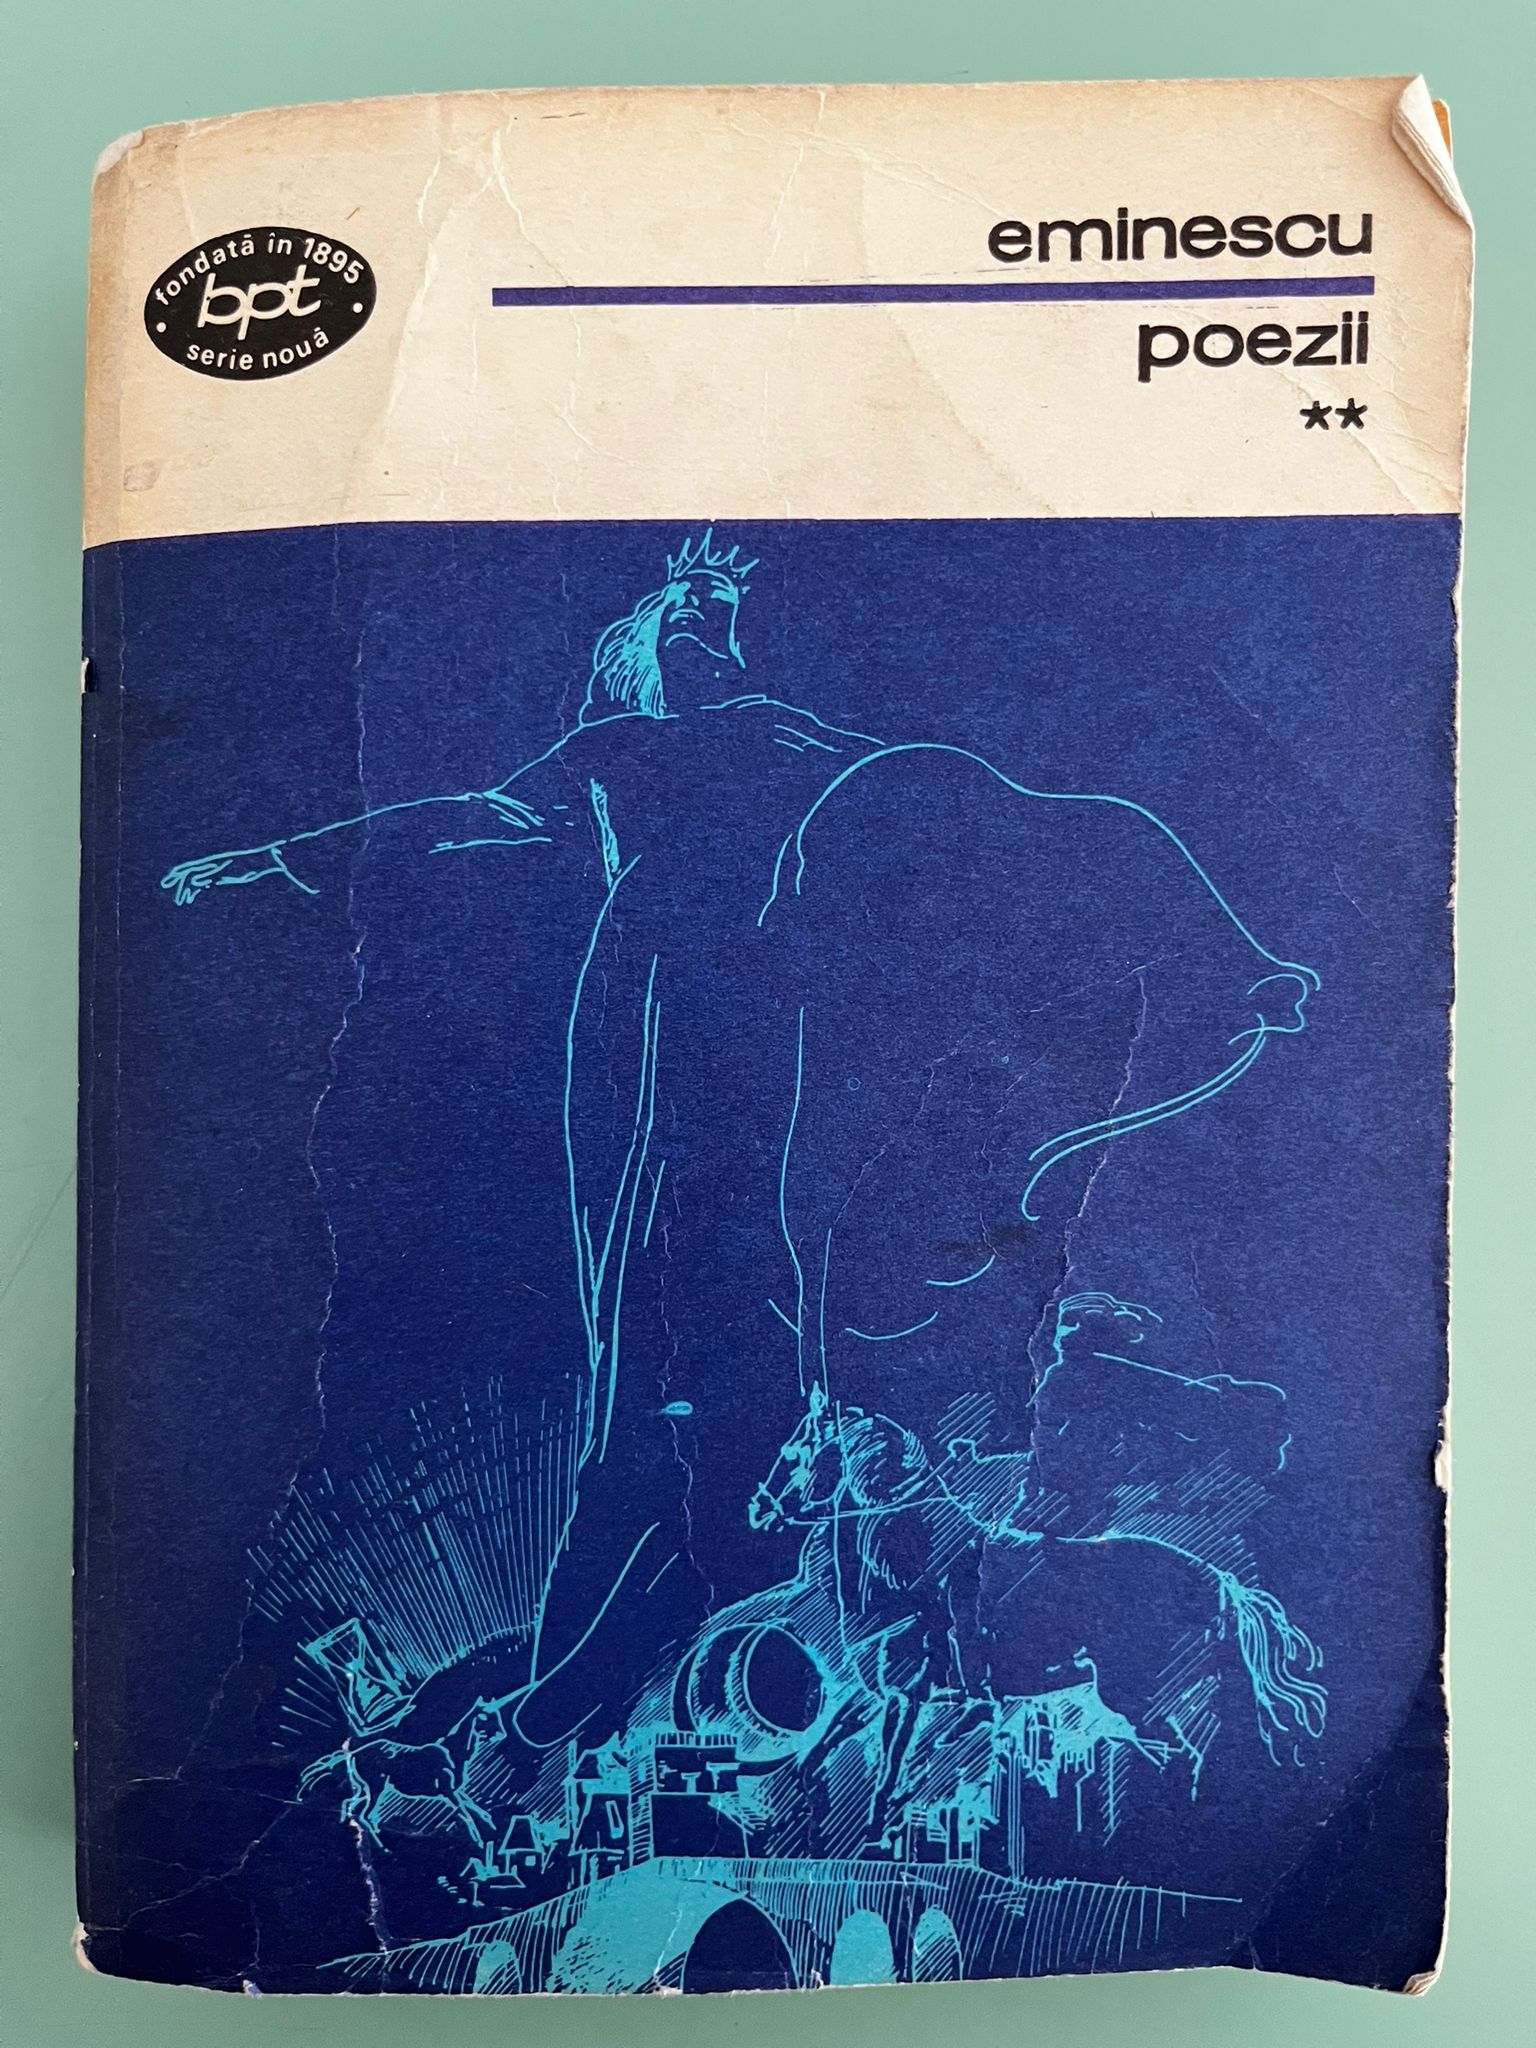 fondată în 1895
bpt
serie nouă
eminescu
poezii
**